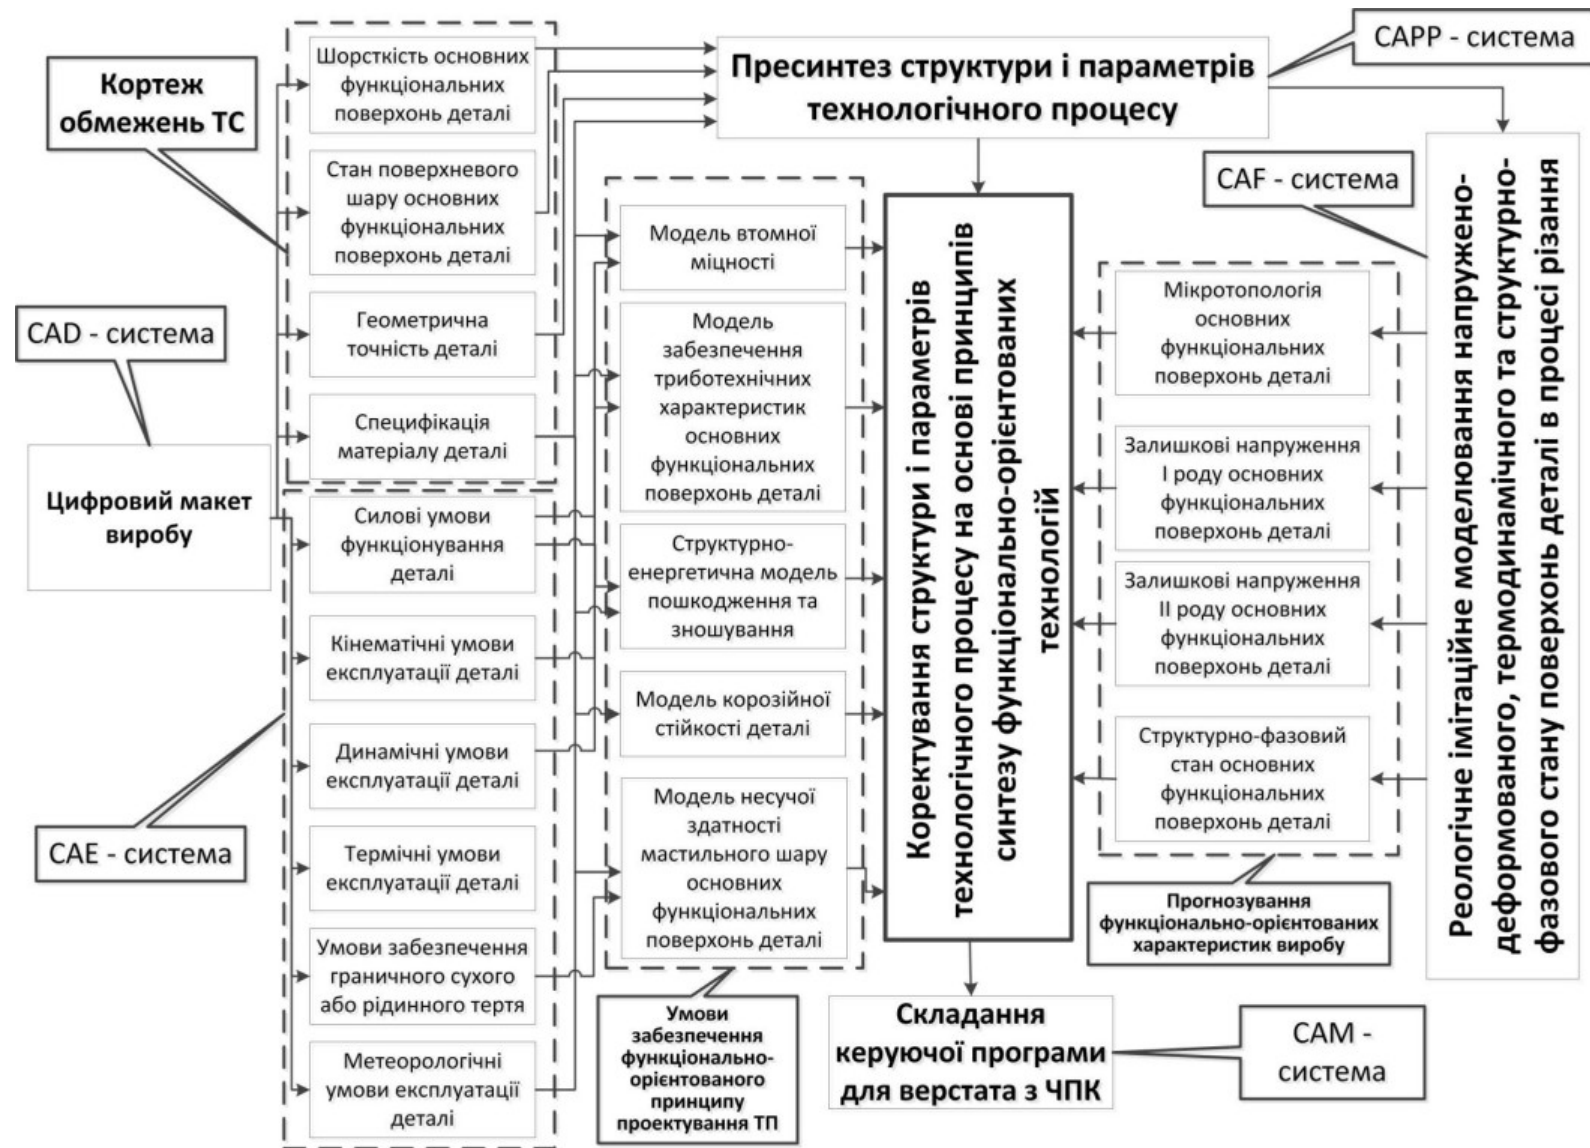 Кортеж
обмежень ТС
CAD - система
Цифровий макет
виробу
CAE - система
Шорсткість основних
функціональних
поверхонь деталі
Стан поверхневого
шару основних
функціональних
поверхонь деталі
Геометрична
точність деталі
Специфікація
матеріалу деталі
Силові умови
функціонування
деталі
Кінематичні умови
експлуатації деталі
Динамічні умови
експлуатації деталі
Термічні умови
експлуатації деталі
Умови забезпечення
граничного сухого
або рідинного тертя
Метеорологічні
умови експлуатації
деталі
Модель втомної
міцності
Модель
забезпечення
триботехнічних
характеристик
основних
функціональних
поверхонь деталі
Структурно-
енергетична модель
пошкодження та
зношування
Модель корозійної
стійкості деталі
Модель несучої
здатності
мастильного шару
основних
функціональних
поверхонь деталі
Умови
забезпечення
функціонально-
орієнтованого
принципу
проектування ТП
Пресинтез структури і параметрів
технологічного процесу
CAPP - система
Коректування структури і параметрів
технологічного процесу на основі принципів
синтезу функціонально-орієнтованих
технологій
Складання
керуючої програми
для верстата з ЧПК
CAM -
система
CAF - система
Мікротопологія
основних
функціональних
поверхонь деталі
Залишкові напруження
I роду основних
функціональних
поверхонь деталі
Залишкові напруження
II роду основних
функціональних
поверхонь деталі
Структурно-фазовий
стан основних
функціональних
поверхонь деталі
Прогнозування
функціонально-орієнтованих
характеристик виробу
Реологічне імітаційне моделювання напружено-
деформованого, термодинамічного та структурно-
фазового стану поверхонь деталі в процесі різання